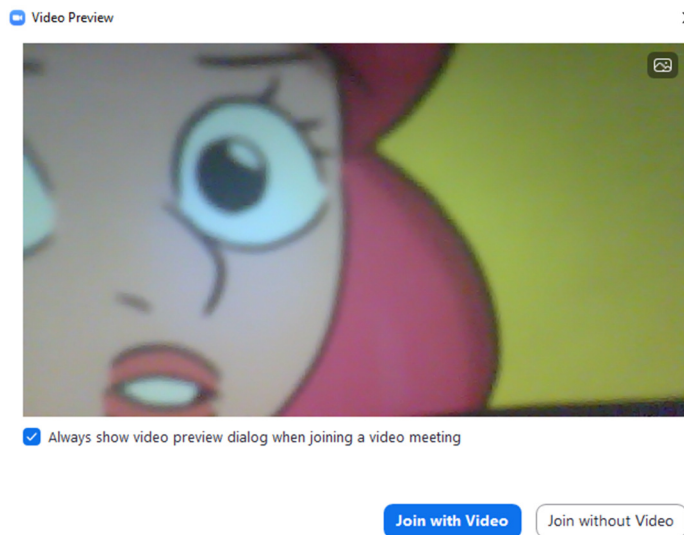 Video Preview
Always show video preview dialog when joining a video meeting
Join with Video
Join without Video